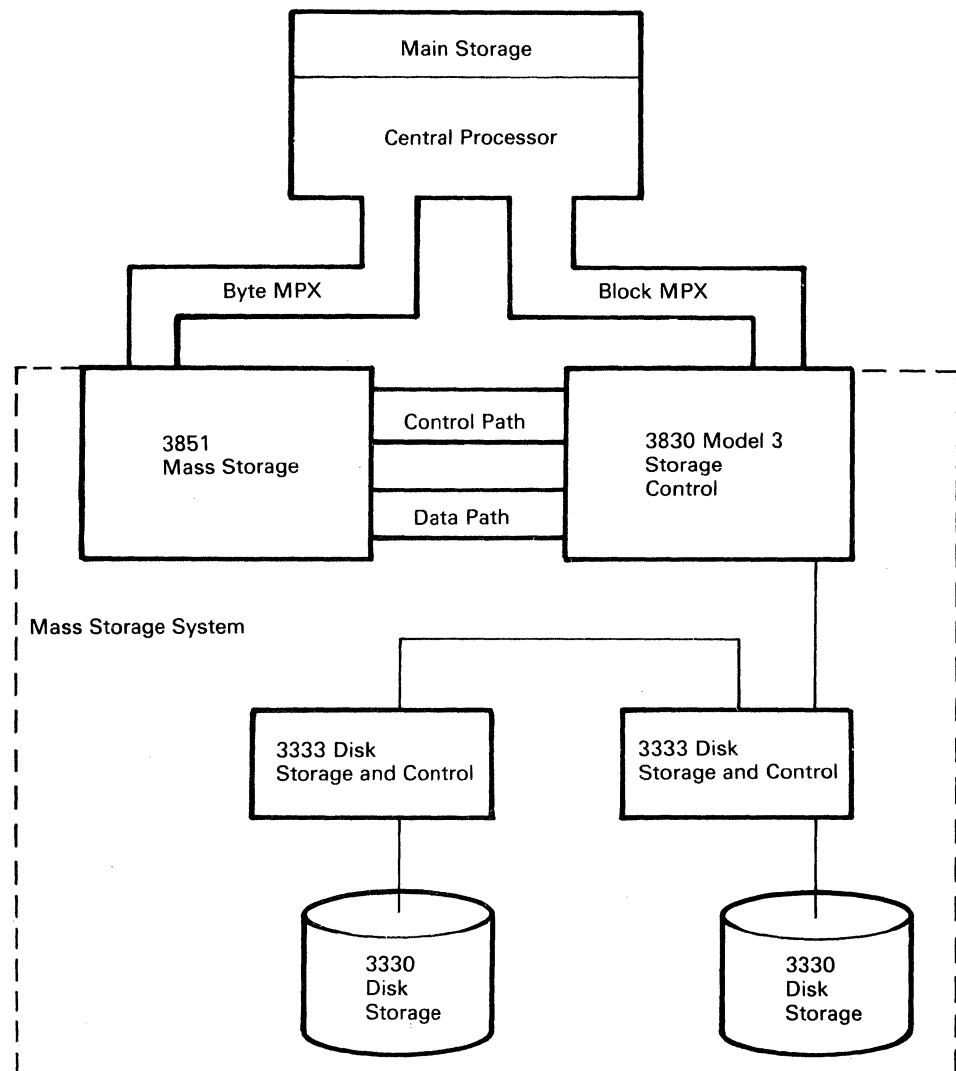 Main Storage
Central Processor
Byte MPX
Block MPX
3851
Mass Storage
Control Path
Data Path
3830 Model 3
Storage
Control
Mass Storage System
3333 Disk
Storage and Control
3333 Disk
Storage and Control
3330
Disk
Storage
3330
Disk
Storage